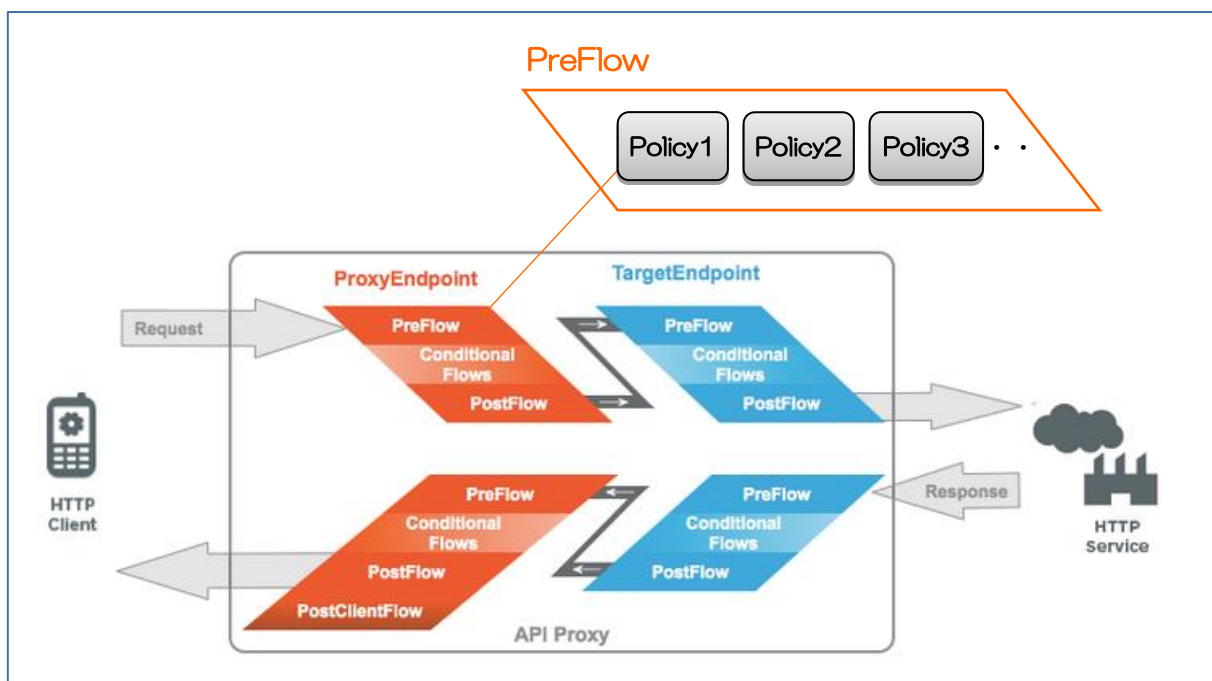 PreFlow
Policy1 Policy2 Policy3 · ·
ProxyEndpoint
TargetEndpoint
Request
PreFlow
Conditional
Flows
PostFlow
PreFlow
Conditional
Flows
PostFlow
HTTP
Client
PreFlow
Conditional
Flows
PostFlow
PostClientFlow
PreFlow
Conditional
Flows
PostFlow
Response
HTTP
Service
API Proxy